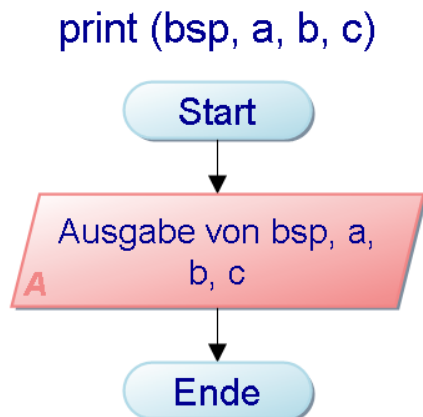 print (bsp, a, b, c)
Start
Ausgabe von bsp, a,
b, c
A
Ende